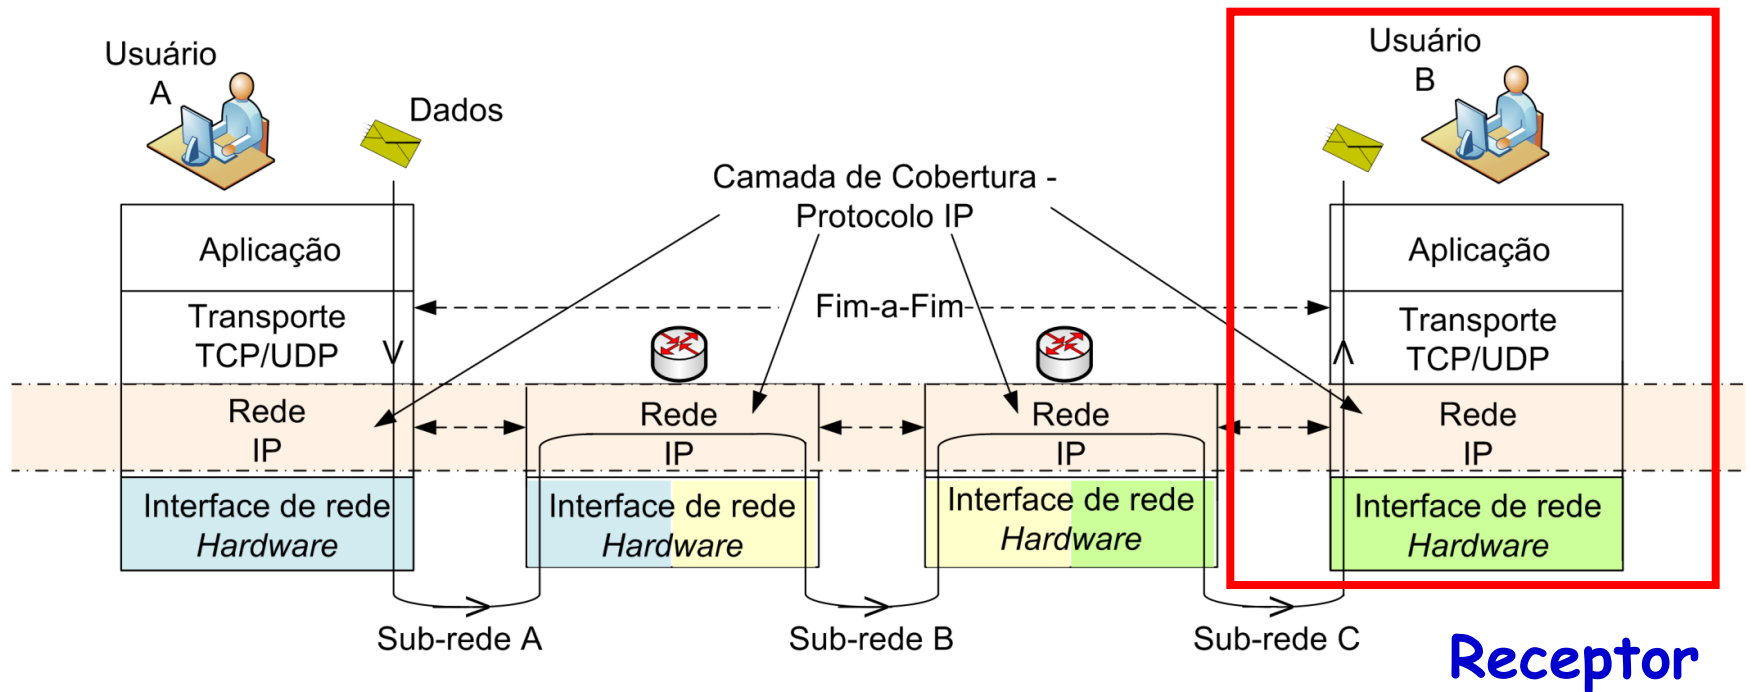 Usuário
A
Dados
Usuário
B
Camada de Cobertura -
Protocolo IP
Aplicação
Aplicação
Fim-a-Fim
Transporte
TCP/UDP
V
Transporte
TCP/UDP
Rede
IP
Rede
IP
Rede
IP
Rede
IP
Interface de rede
Hardware
Interface de rede
Hardware
Interface de rede
Hardware
Interface de rede
Hardware
Sub-rede A
Sub-rede B
Sub-rede C
Receptor